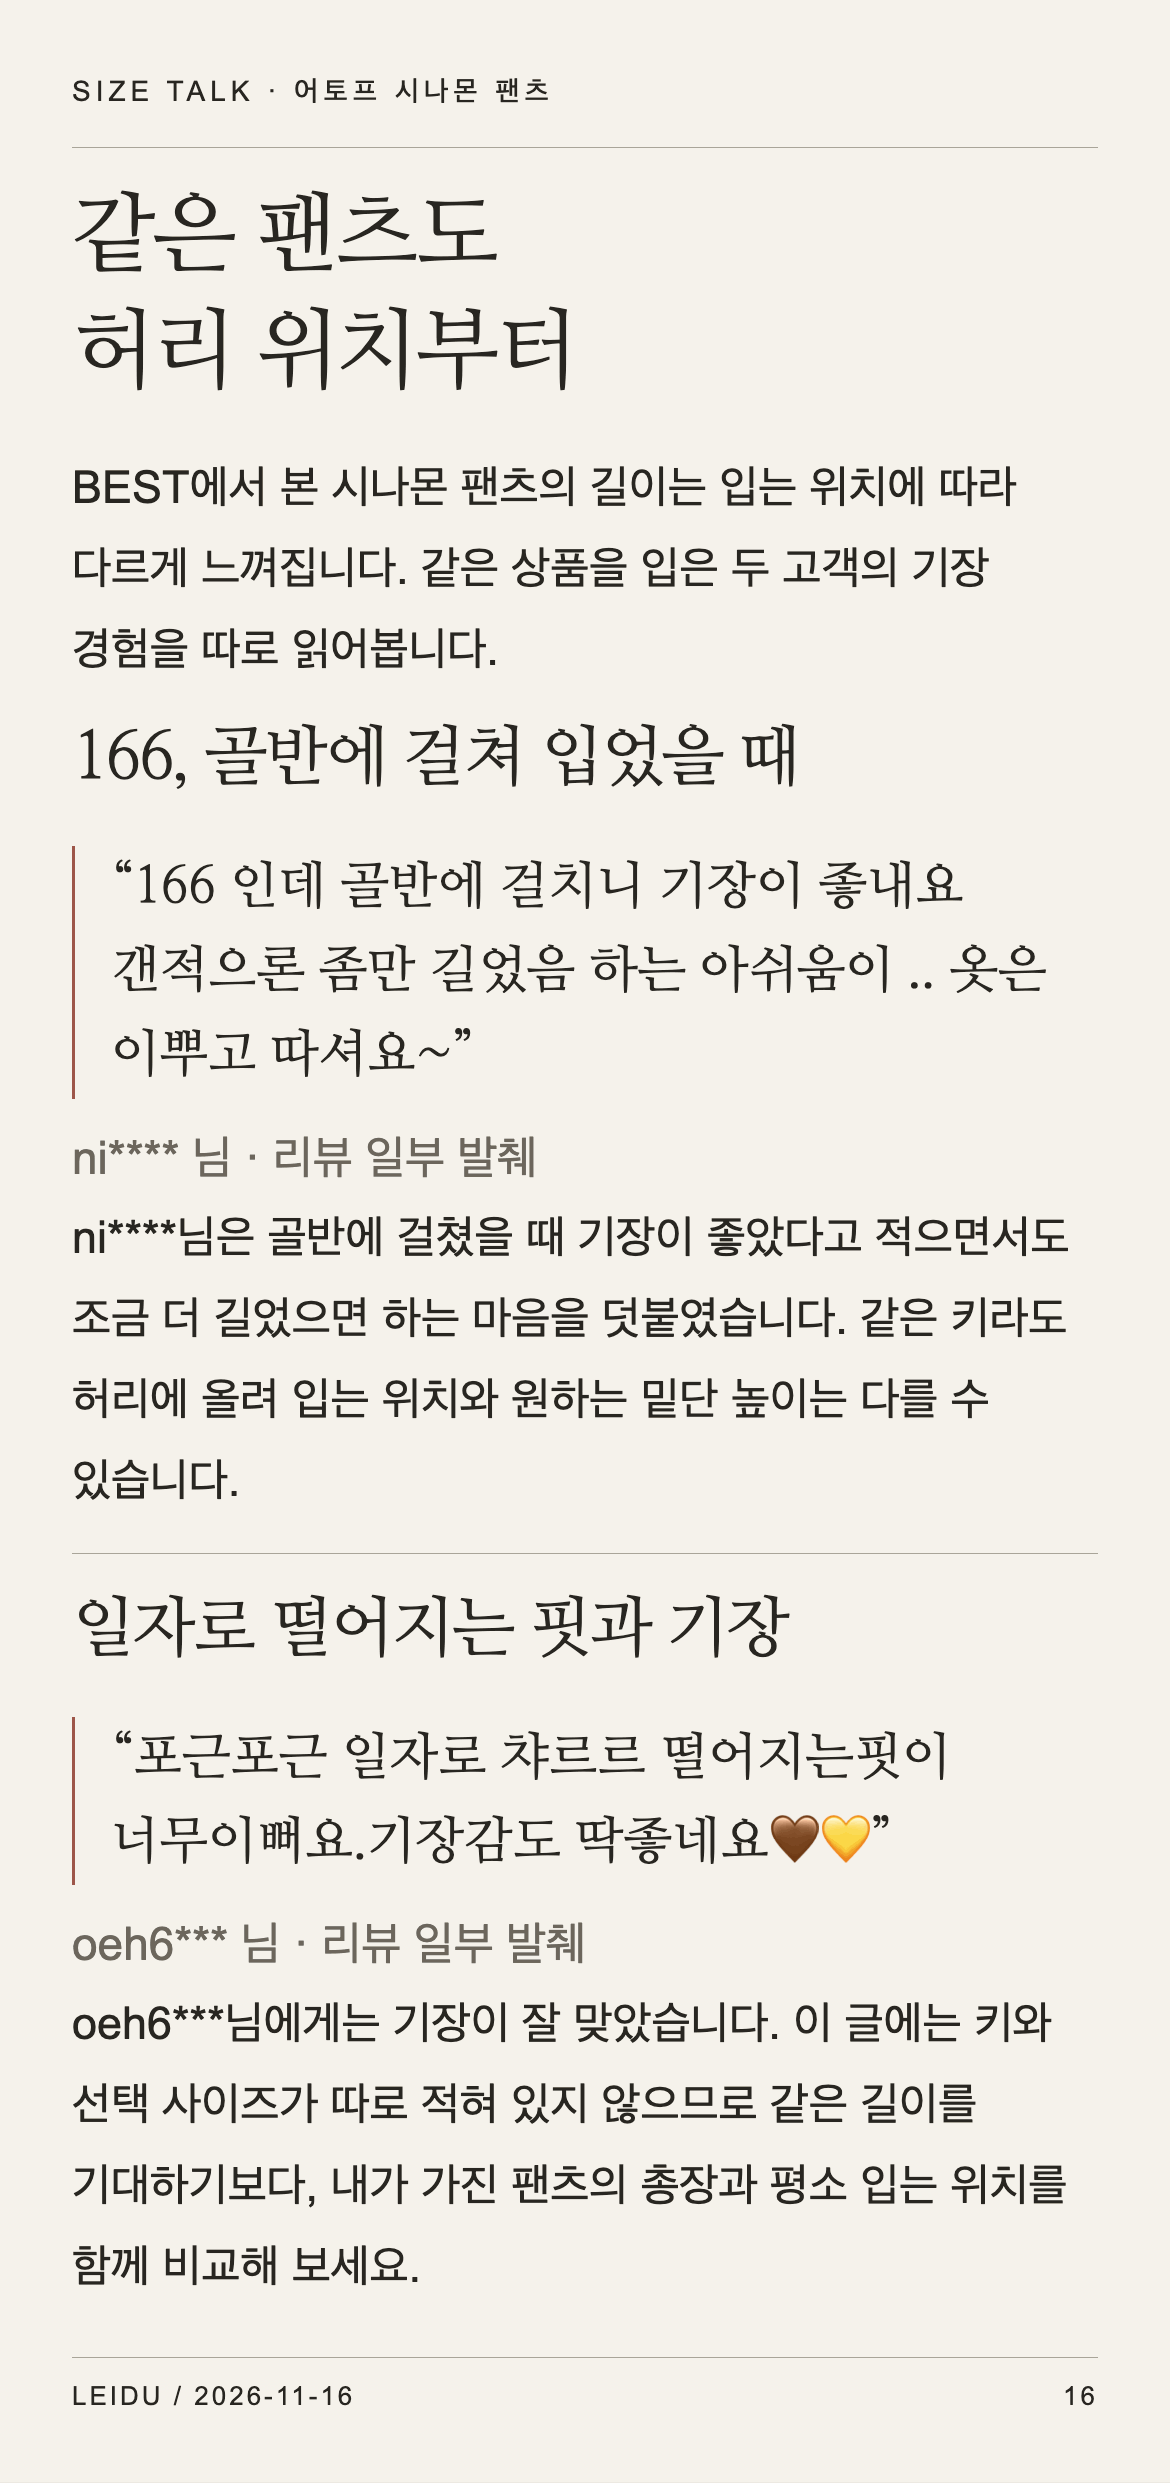 SIZE TALK · 어토프 시나몬 팬츠
같은 팬츠도
허리 위치부터
BEST에서 본 시나몬 팬츠의 길이는 입는 위치에 따라
다르게 느껴집니다. 같은 상품을 입은 두 고객의 기장
경험을 따로 읽어봅니다.
166, 골반에 걸쳐 입었을 때
“166 인데 골반에 걸치니 기장이 좋내요
갠적으론 좀만 길었음 하는 아쉬움이 .. 옷은
이뿌고 따셔요~”
ni**** 님 · 리뷰 일부 발췌
ni****님은 골반에 걸쳤을 때 기장이 좋았다고 적으면서도
조금 더 길었으면 하는 마음을 덧붙였습니다. 같은 키라도
허리에 올려 입는 위치와 원하는 밑단 높이는 다를 수
있습니다.
일자로 떨어지는 핏과 기장
“포근포근 일자로 챠르르 떨어지는핏이
너무이뻐요.기장감도 딱좋네요🤎💛”
oeh6*** 님 · 리뷰 일부 발췌
oeh6***님에게는 기장이 잘 맞았습니다. 이 글에는 키와
선택 사이즈가 따로 적혀 있지 않으므로 같은 길이를
기대하기보다, 내가 가진 팬츠의 총장과 평소 입는 위치를
함께 비교해 보세요.
LEIDU / 2026-11-16
16